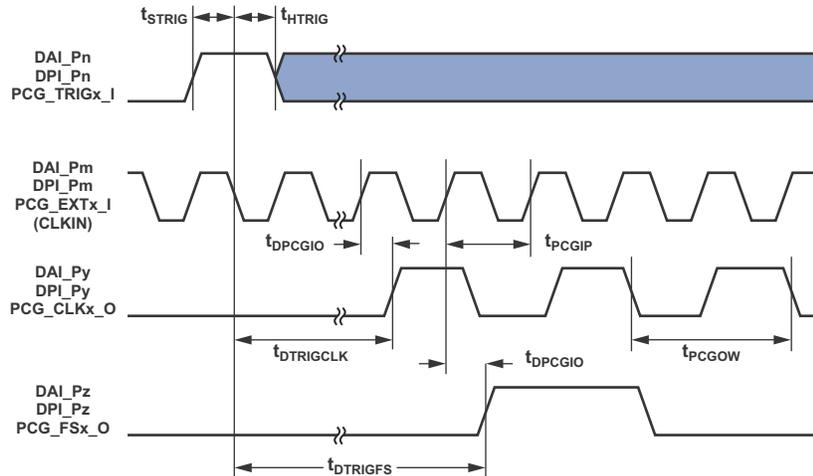 tSTRIG
tHTRIG
DAI_Pn
DPI_Pn
PCG_TRIGx_I
DAI_Pm
DPI_Pm
PCG_EXTx_I
(CLKIN)
tDPCGIO
tPCGIP
DAI_Py
DPI_Py
PCG_CLKx_O
tDTRIGCLK
tDPCGIO
tPCGOW
DAI_Pz
DPI_Pz
PCG_FSx_O
tDTRIGFS